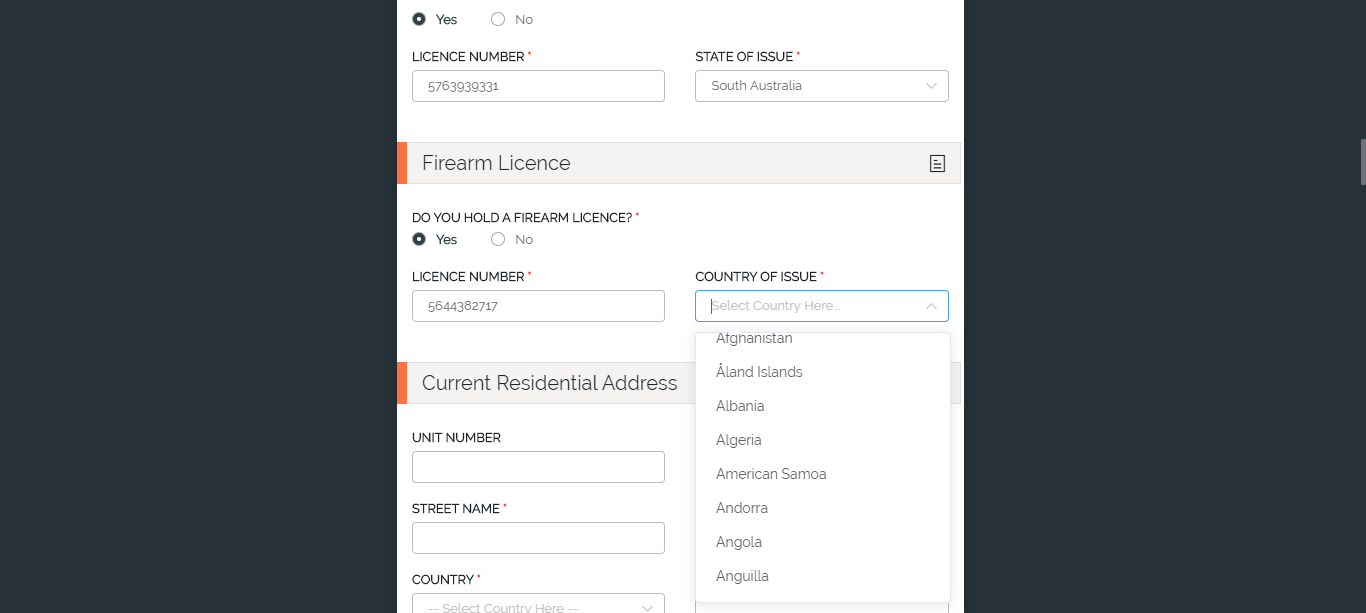 Yes No
LICENCE NUMBER * STATE OF ISSUE *
5763939331 South Australia
Firearm Licence
DO YOU HOLD A FIREARM LICENCE? *
Yes No
LICENCE NUMBER * COUNTRY OF ISSUE *
5644382717 Select Country Here...
Afghanistan
Åland Islands
Current Residential Address
Albania
UNIT NUMBER
Algeria
American Samoa
STREET NAME *
Andorra
Angola
COUNTRY *
Anguilla
-- Select Country Here --